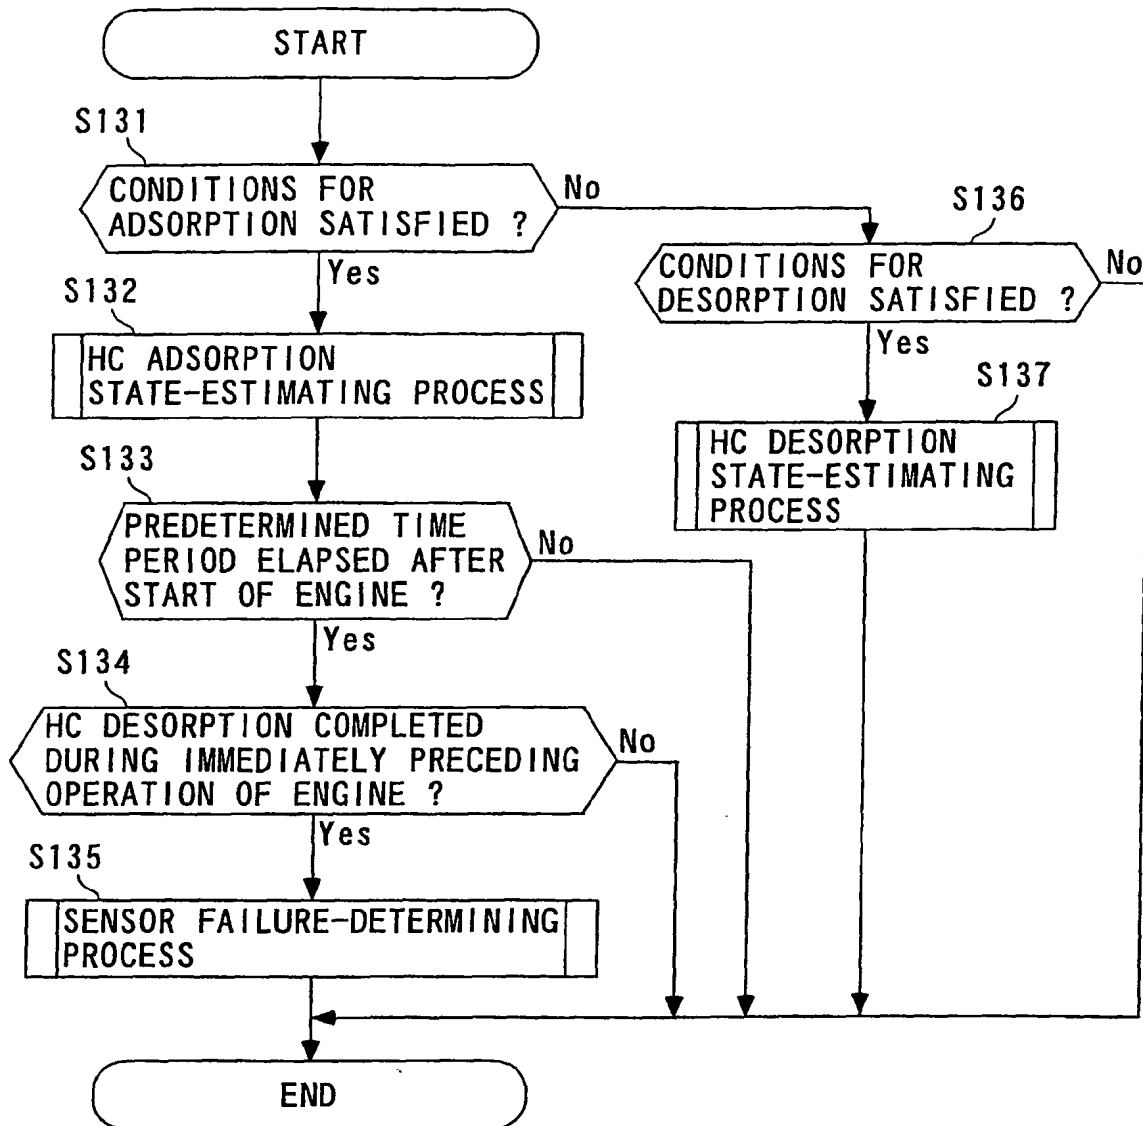 START
S131
CONDITIONS FOR
ADSORPTION SATISFIED ?
No
Yes
S136
CONDITIONS FOR
DESORPTION SATISFIED ?
No
Yes
S132
HC ADSORPTION
STATE-ESTIMATING PROCESS
S137
HC DESORPTION
STATE-ESTIMATING
PROCESS
S133
PREDETERMINED TIME
PERIOD ELAPSED AFTER
START OF ENGINE ?
No
Yes
S134
HC DESORPTION COMPLETED
DURING IMMEDIATELY PRECEDING
OPERATION OF ENGINE ?
No
Yes
S135
SENSOR FAILURE-DETERMINING
PROCESS
END